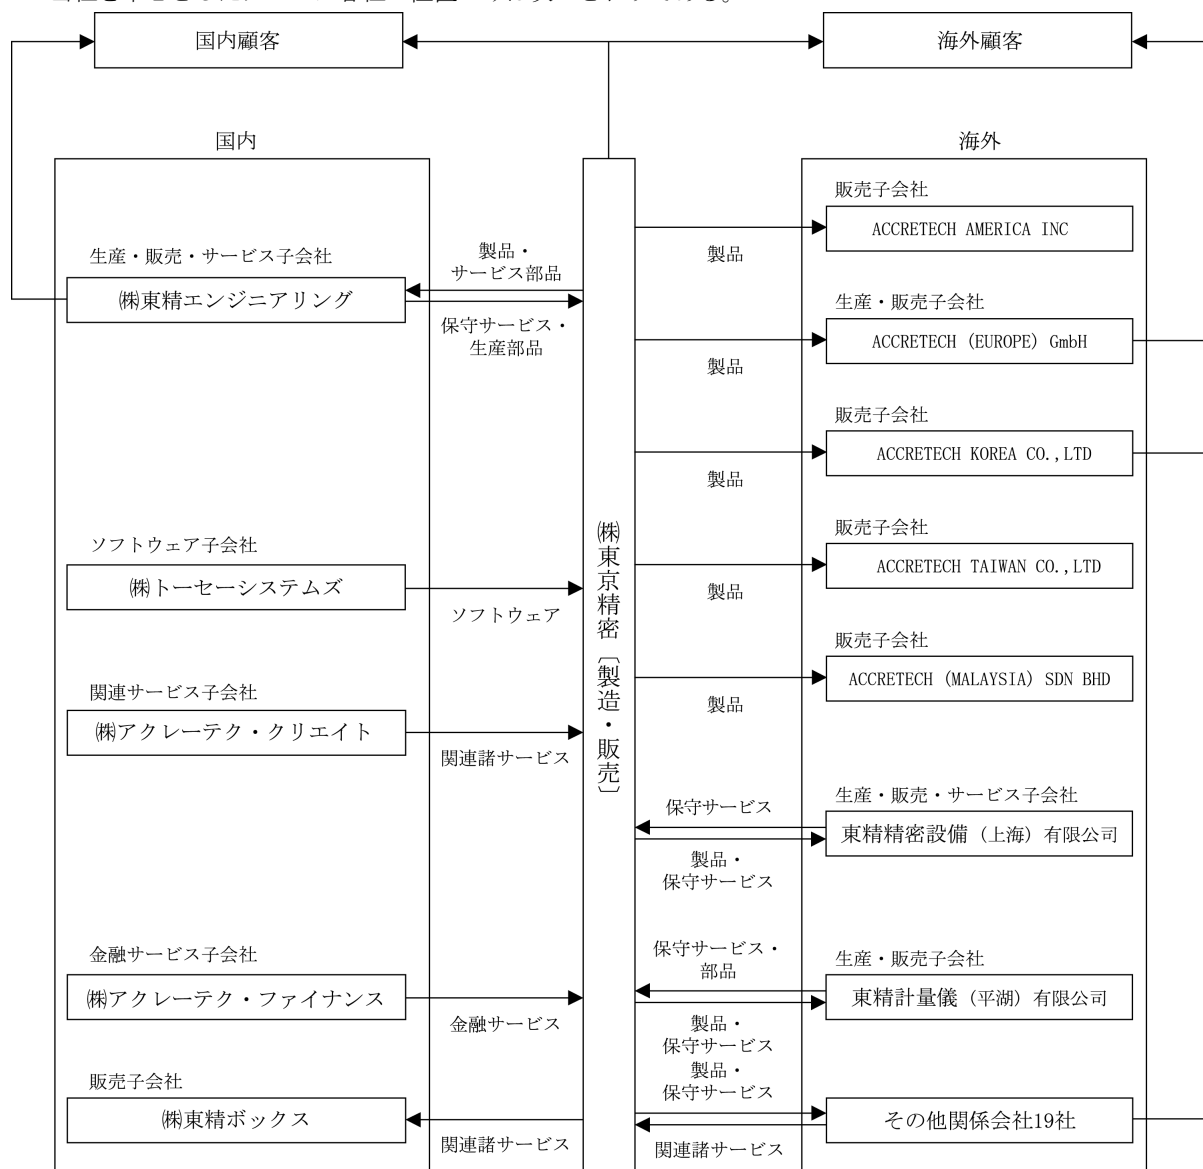 国内顧客
海外顧客
国内
海外
生産・販売・サービス子会社
㈱東精エンジニアリング
製品・
サービス部品
保守サービス・
生産部品
ソフトウェア子会社
㈱トーセーシステムズ
ソフトウェア
関連サービス子会社
㈱アクレーテク・クリエイト
関連諸サービス
金融サービス子会社
㈱アクレーテク・ファイナンス
金融サービス
販売子会社
㈱東精ボックス
関連諸サービス
㈱東京精密〔製造・販売〕
販売子会社
ACCRETECH AMERICA INC
製品
生産・販売子会社
ACCRETECH (EUROPE) GmbH
製品
販売子会社
ACCRETECH KOREA CO.,LTD
製品
販売子会社
ACCRETECH TAIWAN CO.,LTD
製品
販売子会社
ACCRETECH (MALAYSIA) SDN BHD
製品
生産・販売・サービス子会社
保守サービス
東精精密設備（上海）有限公司
製品・
保守サービス
保守サービス・
部品
生産・販売子会社
東精計量儀（平湖）有限公司
製品・
保守サービス
製品・
保守サービス
その他関係会社19社
関連諸サービス